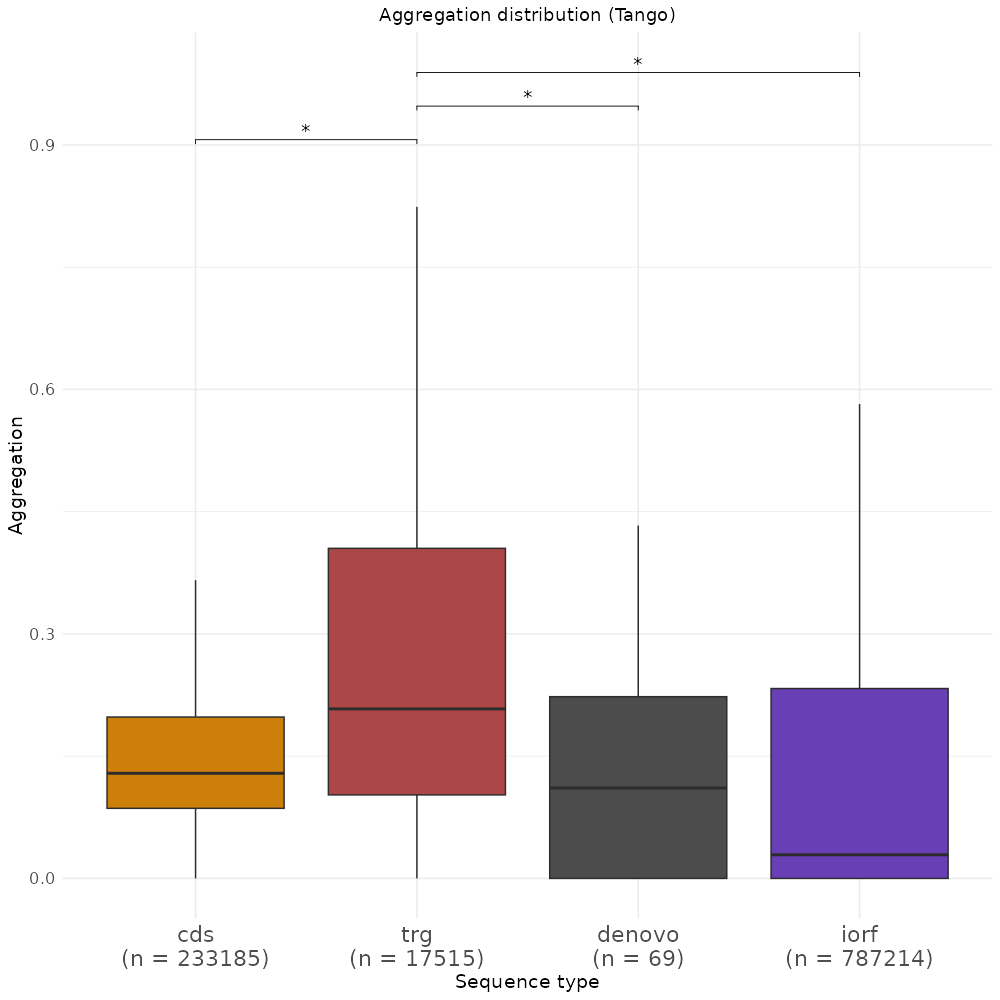 Aggregation distribution (Tango)
*
*
*
0.9
0.6
0.3
0.0
Aggregation
cds
(n = 233185)
trg
(n = 17515)
denovo
(n = 69)
iorf
(n = 787214)
Sequence type